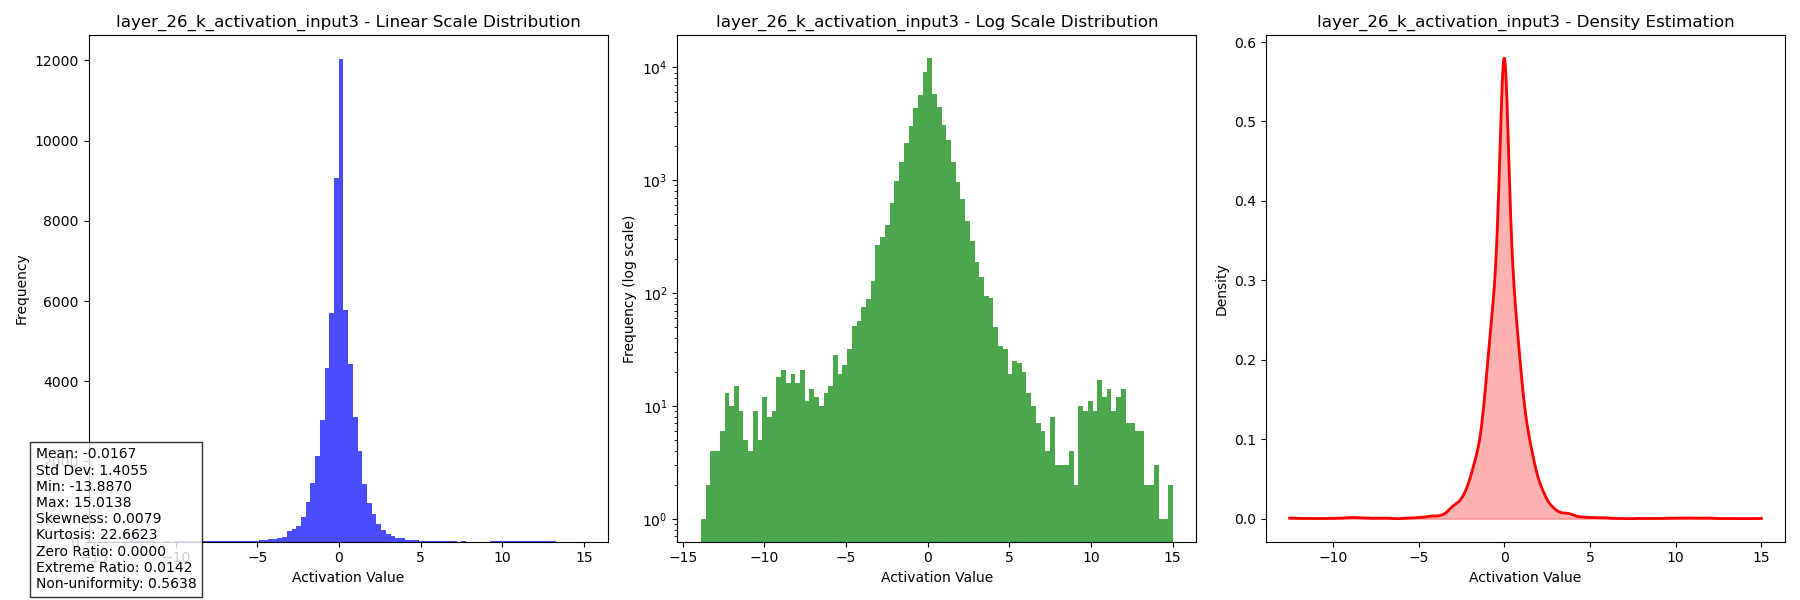 layer_26_k_activation_input3 - Linear Scale Distribution
12000
10000
8000
6000
4000
2000
0
Frequency
−10
−5
0
5
10
15
Activation Value
Mean: -0.0167
Std Dev: 1.4055
Min: -13.8870
Max: 15.0138
Skewness: 0.0079
Kurtosis: 22.6623
Zero Ratio: 0.0000
Extreme Ratio: 0.0142
Non-uniformity: 0.5638
layer_26_k_activation_input3 - Log Scale Distribution
10⁴
10³
10²
10¹
10⁰
Frequency (log scale)
−15
−10
−5
0
5
10
15
Activation Value
layer_26_k_activation_input3 - Density Estimation
0.6
0.5
0.4
0.3
0.2
0.1
0.0
Density
−10
−5
0
5
10
15
Activation Value